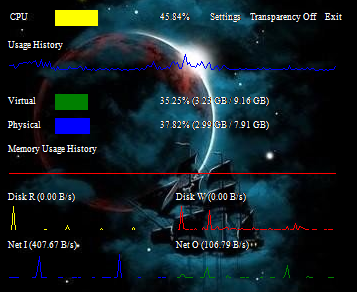 CPU 45.84% Settings Transparency Off Exit
Usage History
Virtual 35.25% (3.23 GB / 9.16 GB)
Physical 37.82% (2.99 GB / 7.91 GB)
Memory Usage History
Disk R (0.00 B/s) Disk W (0.00 B/s)
Net I (407.67 B/s) Net O (106.79 B/s)